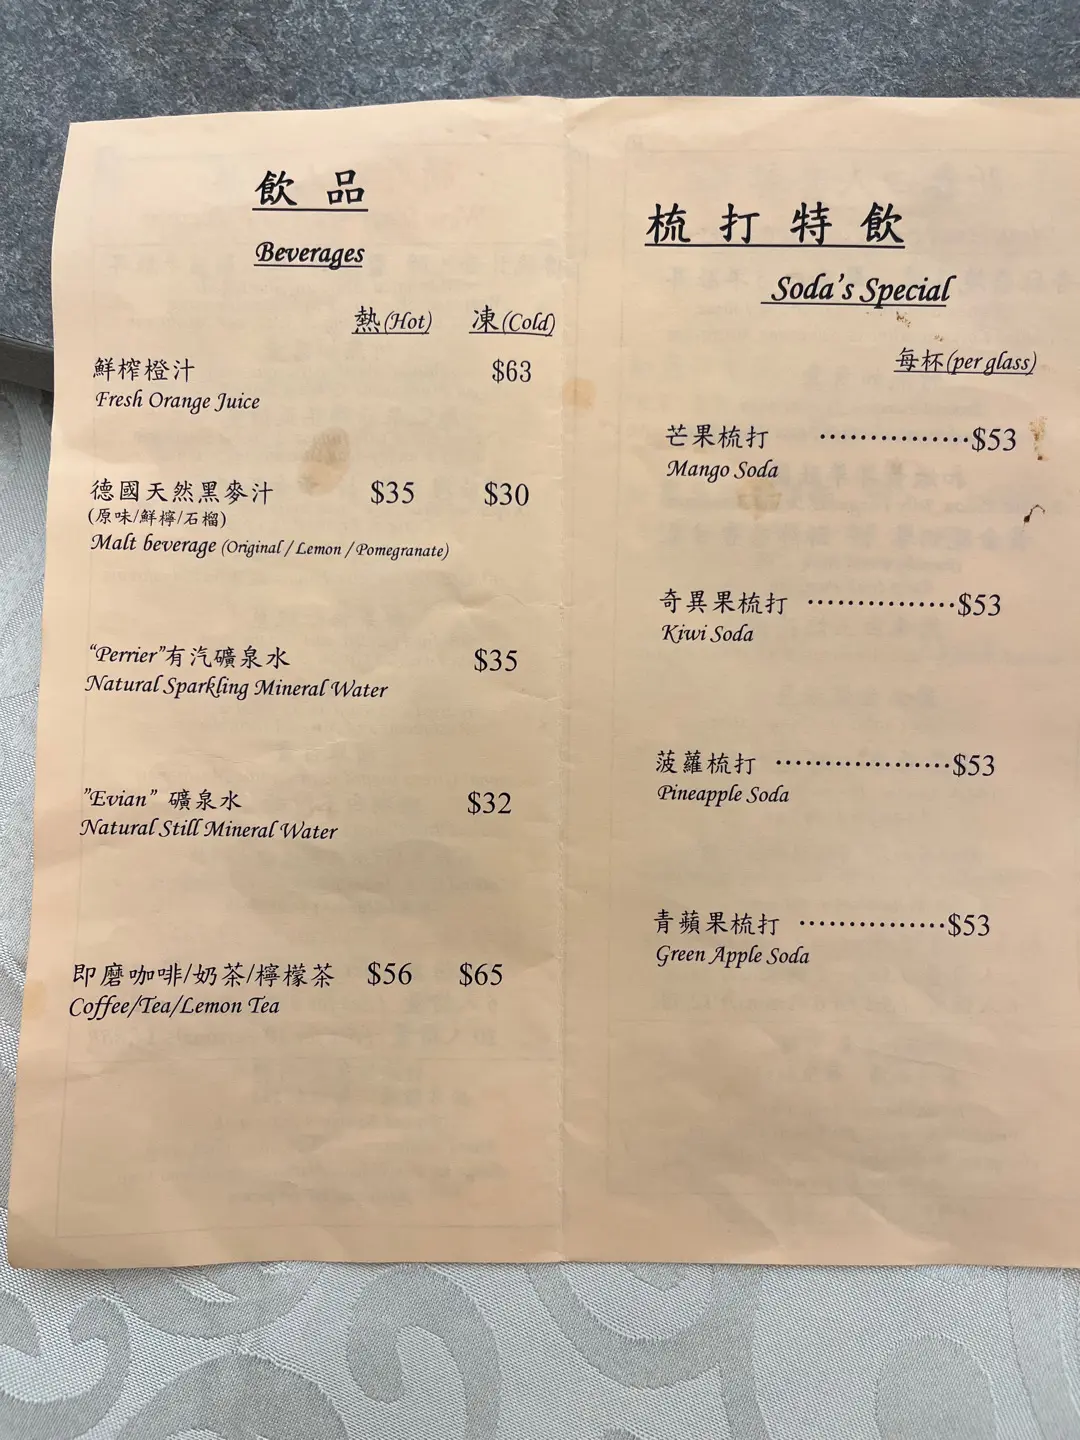 飲 品
Beverages
熱(Hot) 凍(Cold)
鮮榨橙汁 $63
Fresh Orange Juice
德國天然黑麥汁 $35 $30
(原味/鮮檸/石榴)
Malt beverage (Original / Lemon / Pomegranate)
“Perrier”有汽礦泉水 $35
Natural Sparkling Mineral Water
”Evian” 礦泉水 $32
Natural Still Mineral Water
即磨咖啡/奶茶/檸檬茶 $56 $65
Coffee/Tea/Lemon Tea
梳 打 特 飲
Soda’s Special
每杯(per glass)
芒果梳打 ···············$53
Mango Soda
奇異果梳打 ···············$53
Kiwi Soda
菠蘿梳打 ··················$53
Pineapple Soda
青蘋果梳打 ···············$53
Green Apple Soda